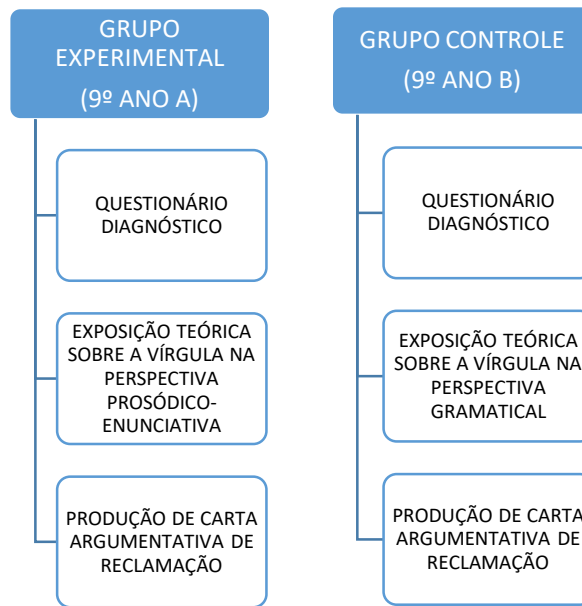 GRUPO
EXPERIMENTAL
(9º ANO A)
QUESTIONÁRIO
DIAGNÓSTICO
EXPOSIÇÃO TEÓRICA
SOBRE A VÍRGULA NA
PERSPECTIVA
PROSÓDICO-
ENUNCIATIVA
PRODUÇÃO DE CARTA
ARGUMENTATIVA DE
RECLAMAÇÃO
GRUPO CONTROLE
(9º ANO B)
QUESTIONÁRIO
DIAGNÓSTICO
EXPOSIÇÃO TEÓRICA
SOBRE A VÍRGULA NA
PERSPECTIVA
GRAMATICAL
PRODUÇÃO DE CARTA
ARGUMENTATIVA DE
RECLAMAÇÃO